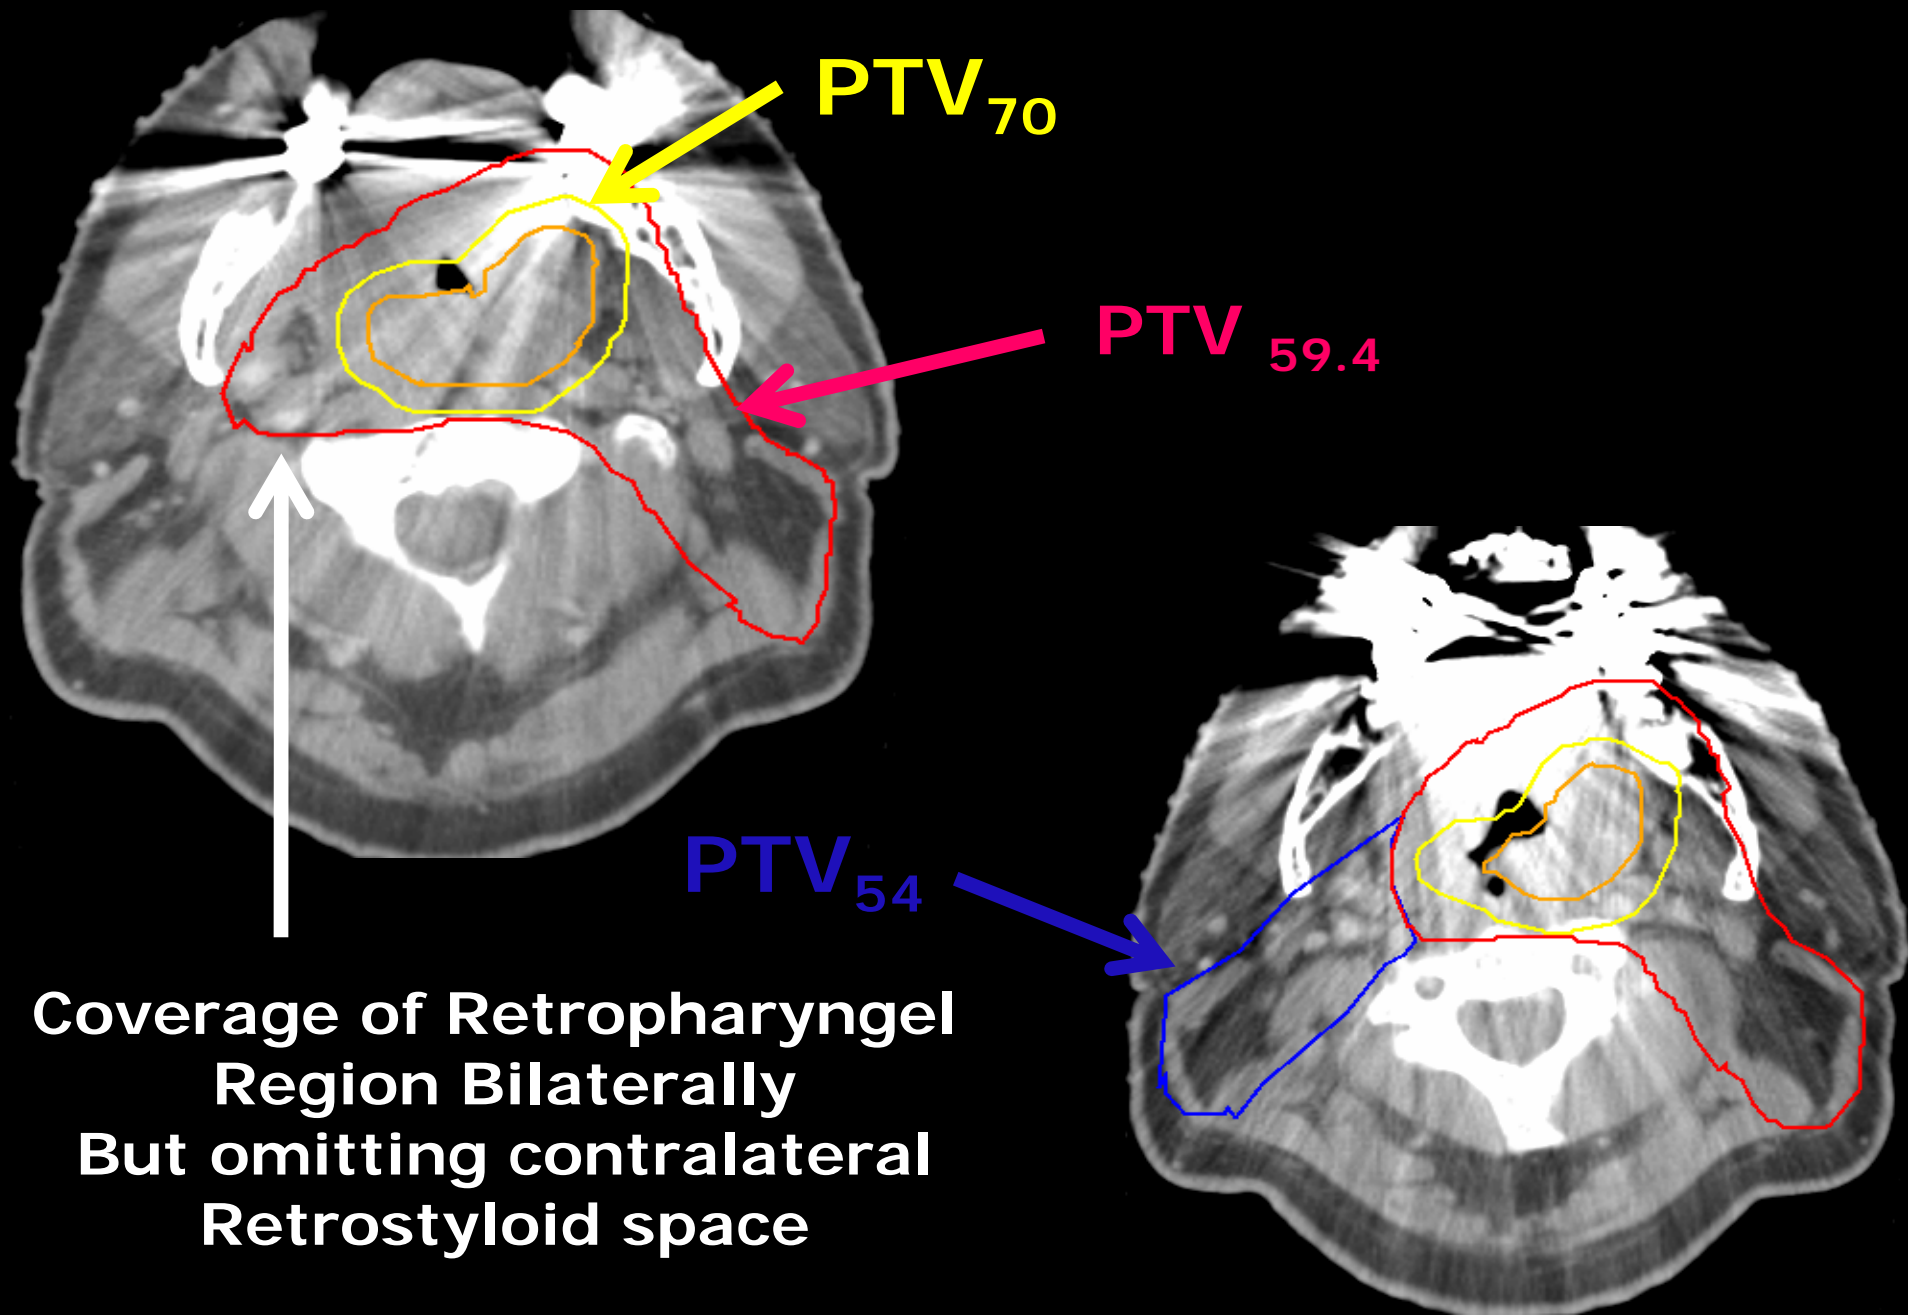 PTV70
PTV 59.4
PTV54
Coverage of Retropharyngel
Region Bilaterally
But omitting contralateral
Retrostyloid space